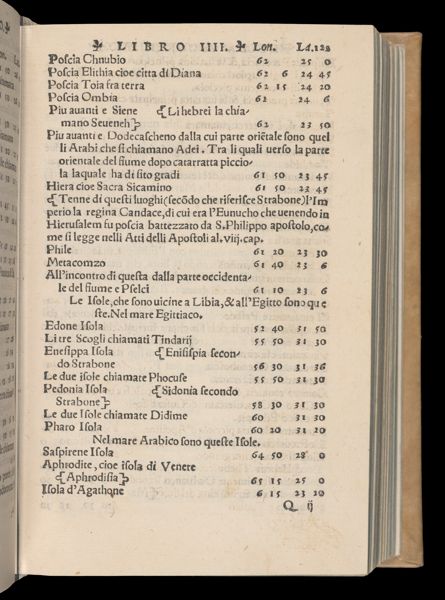 ✤ LIBRO IIII. ✤ Lon. La. 122
Poscia Chnubio 62 25 0
Poscia Elithia cioe citta di Diana 62 6 24 45
Poscia Toia fra terra 62 15 24 20
Poscia Ombia 62 24 6
Piu auanti e Siene {Li hebrei la chia-
mano Seueneh} 62 23 50
Piu auanti e Dodecascheno dalla cui parte oriētale sono quel
li Arabi che si chiamano Adei. Tra li quali verso la parte
orientale del fiume dopo catarratta piccio-
la laquale ha di sito gradi 61 50 23 45
Hiera cioe Sacra Sicamino 61 50 23 45
{Tenne di questi luoghi (secōdo che riferisce Strabone) l'Im
perio la regina Candace, di cui era l'Eunucho che uenendo in
Hierusalem fu poscia battezzato da S. Philippo apostolo, co-
me si legge nelli Atti delli Apostoli al. viij. cap.
Phile 61 20 23 30
Metacomzo 61 40 23 6
All'incontro di questa dalla parte occidenta-
le del fiume e Pselci 61 10 23 6
Le Isole, che sono uicine a Libia, & all'Egitto sono que
ste. Nel mare Egittiaco.
Edone Isola 52 40 31 50
Li tre Scogli chiamati Tindarij 55 50 31 30
Enesippa Isola {Enisispia secon-
do Strabone 56 30 31 36
Le due isole chiamate Phocuse 55 50 31 30
Pedonia Isola {Sidonia secondo
Strabone} 58 30 31 30
Le due Isole chiamate Didime 60 31 30
Pharo Isola 60 20 31 20
Nel mare Arabico sono queste Isole.
Saspirene Isola 64 50 28 0
Aphrodite, cioe isola di Venere
{Aphrodisia} 65 15 25 0
Isola d'Agathone 6 15 23 20
Q ij